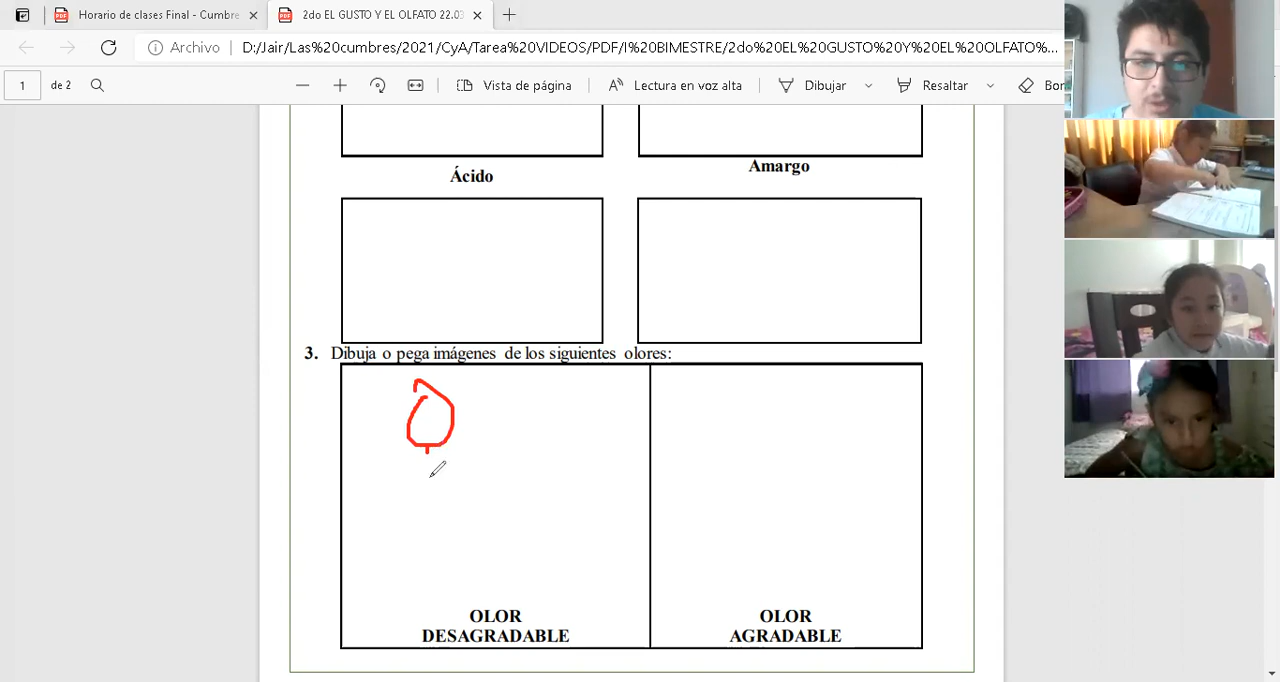 Horario de clases Final - Cumbre
2do EL GUSTO Y EL OLFATO 22.03
Archivo
D:/Jair/Las%20cumbres/2021/CyA/Tarea%20VIDEOS/PDF/I%20BIMESTRE/2do%20EL%20GUSTO%20Y%20EL%20OLFATO%...
1
de 2
Vista de página
Lectura en voz alta
Dibujar
Resaltar
Bor
Ácido
Amargo
3. Dibuja o pega imágenes de los siguientes olores:
OLOR
DESAGRADABLE
OLOR
AGRADABLE